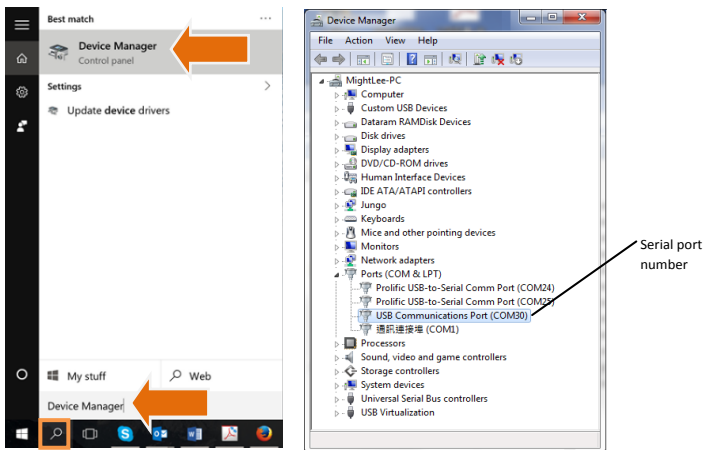 Best match
Device Manager
Control panel
Settings
Update device drivers
My stuff
Web
Device Manager
Device Manager
File Action View Help
MightLee-PC
Computer
Custom USB Devices
Dataram RAMDisk Devices
Disk drives
Display adapters
DVD/CD-ROM drives
Human Interface Devices
IDE ATA/ATAPI controllers
Jungo
Keyboards
Mice and other pointing devices
Monitors
Network adapters
Ports (COM & LPT)
Prolific USB-to-Serial Comm Port (COM24)
Prolific USB-to-Serial Comm Port (COM25)
USB Communications Port (COM30)
通訊連接埠 (COM1)
Processors
Sound, video and game controllers
Storage controllers
System devices
Universal Serial Bus controllers
USB Virtualization
Serial port
number